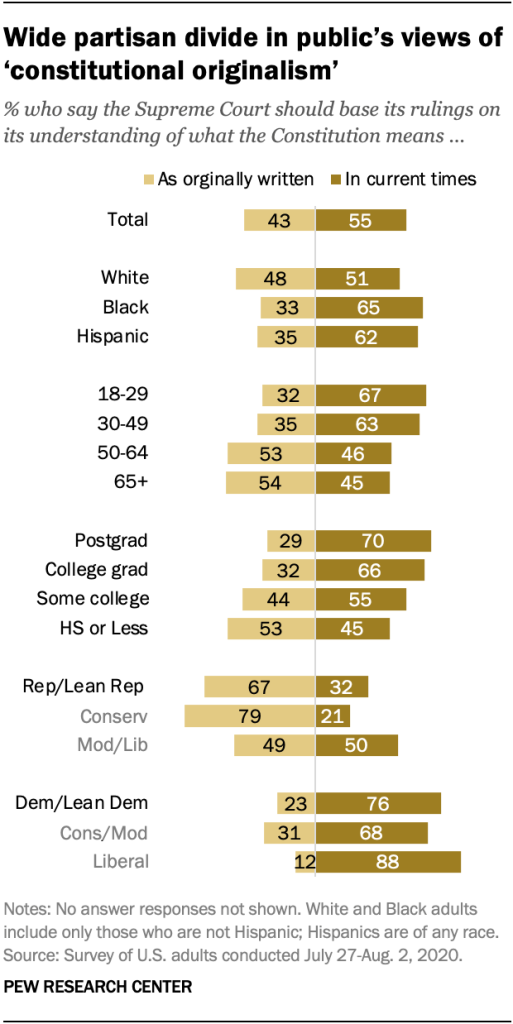 Wide partisan divide in public’s views of
‘constitutional originalism’
% who say the Supreme Court should base its rulings on
its understanding of what the Constitution means ...
As orginally written In current times
Total 43 55
White 48 51
Black 33 65
Hispanic 35 62
18-29 32 67
30-49 35 63
50-64 53 46
65+ 54 45
Postgrad 29 70
College grad 32 66
Some college 44 55
HS or Less 53 45
Rep/Lean Rep 67 32
Conserv 79 21
Mod/Lib 49 50
Dem/Lean Dem 23 76
Cons/Mod 31 68
Liberal 12 88
Notes: No answer responses not shown. White and Black adults
include only those who are not Hispanic; Hispanics are of any race.
Source: Survey of U.S. adults conducted July 27-Aug. 2, 2020.
PEW RESEARCH CENTER